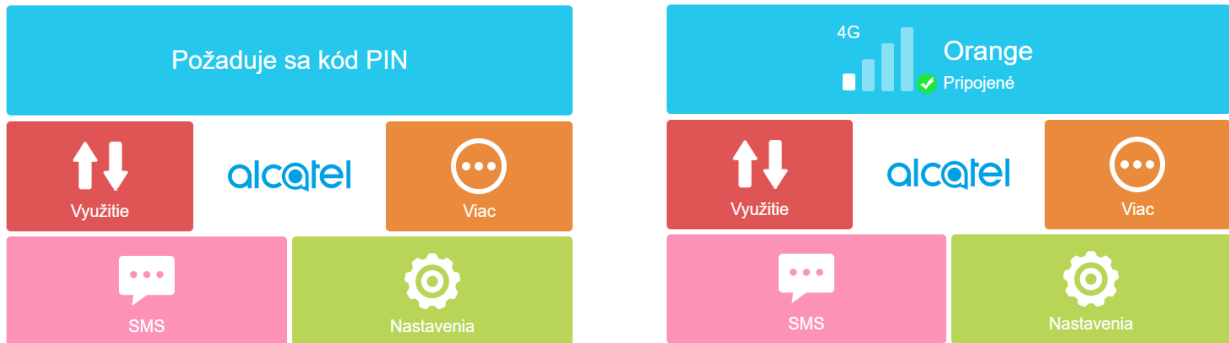 Požaduje sa kód PIN
Využitie
alcatel
Viac
SMS
Nastavenia
4G
Orange
Pripojené
Využitie
alcatel
Viac
SMS
Nastavenia